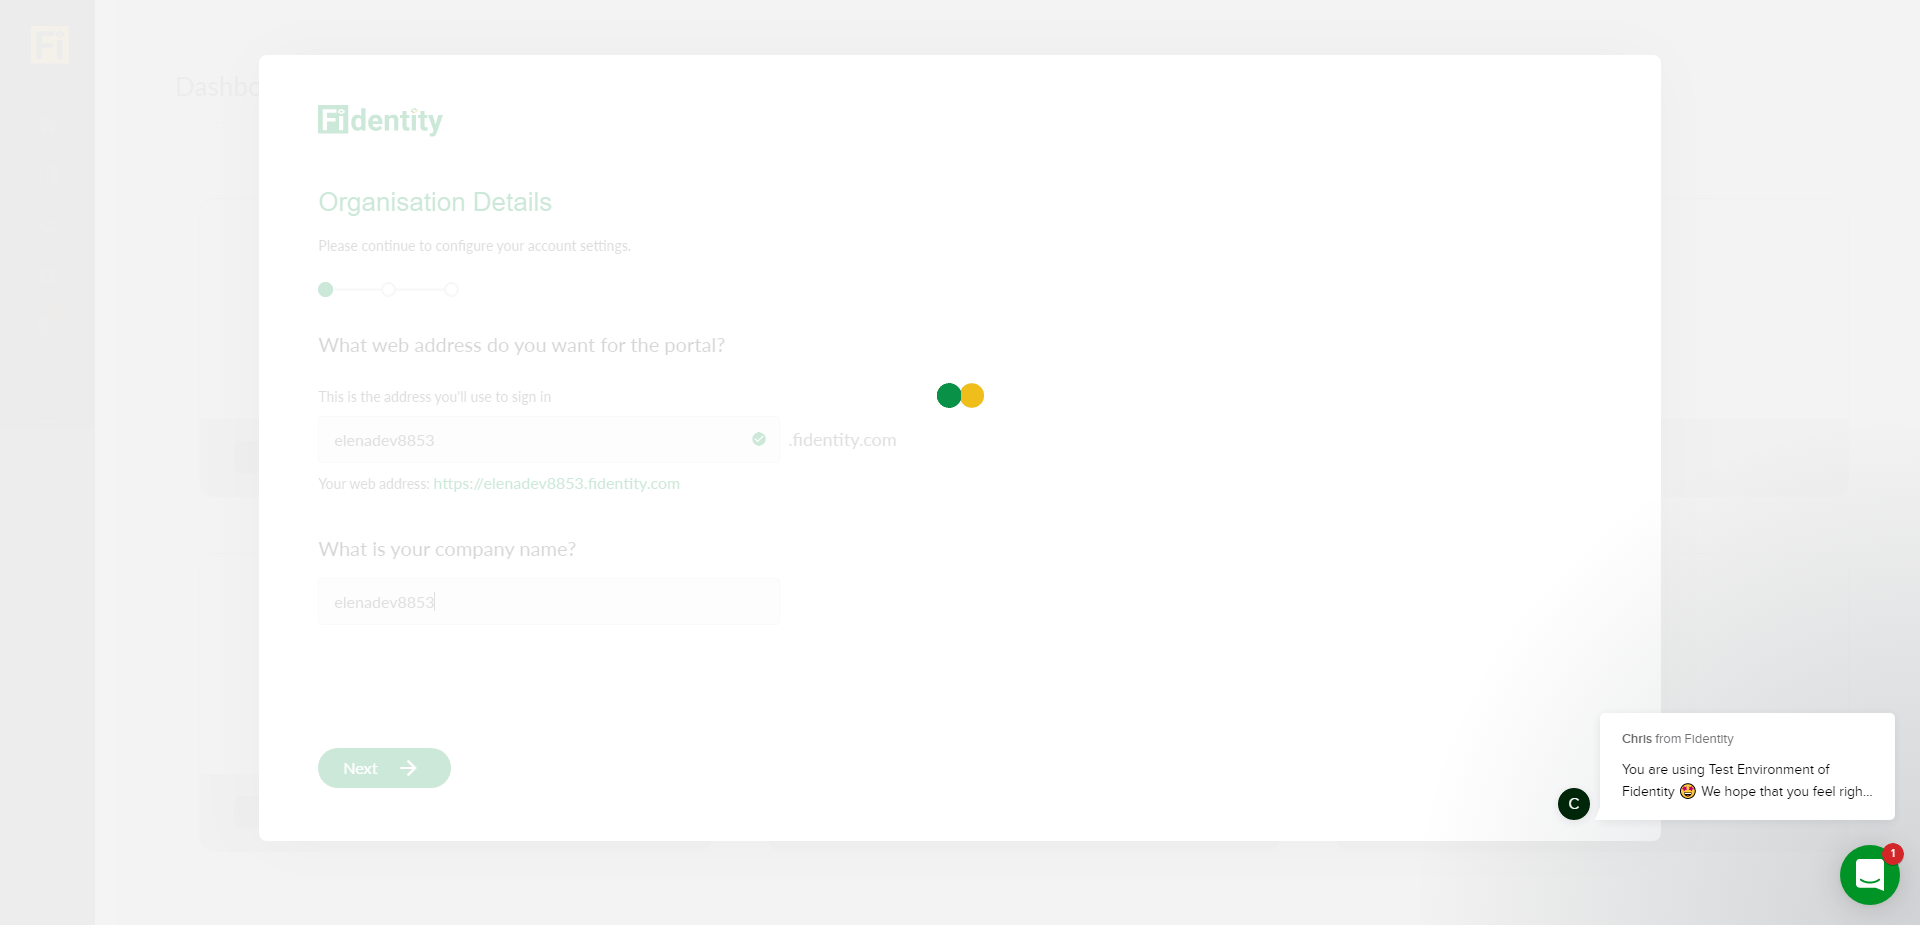 Fi
Dashbo
Fidentity
Organisation Details
Please continue to configure your account settings.
What web address do you want for the portal?
This is the address you'll use to sign in
elenadev8853
.fidentity.com
Your web address: https://elenadev8853.fidentity.com
What is your company name?
elenadev8853
Next
Chris from Fidentity
You are using Test Environment of
Fidentity 🤩 We hope that you feel righ...
C
1